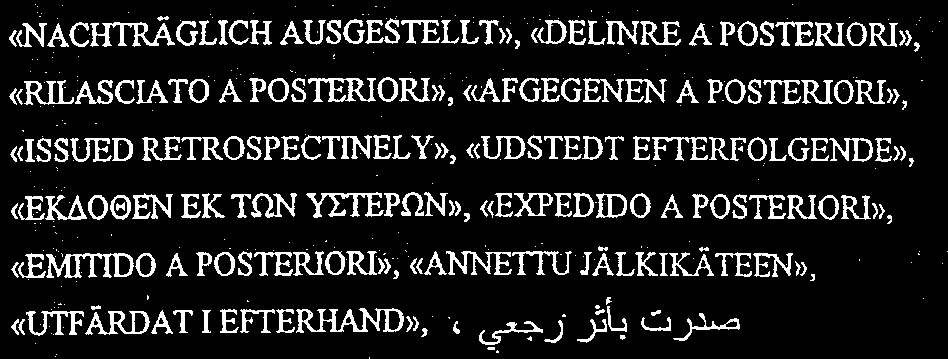 «NACHTRÄGLICH AUSGESTELLT», «DELINRE A POSTERIORI»,
«RILASCIATO A POSTERIORI», «AFGEGENEN A POSTERIORI»,
«ISSUED RETROSPECTINELY», «UDSTEDT EFTERFOLGENDE»,
«ΕΚΔΟΘΕΝ ΕΚ ΤΩΝ ΥΣΤΕΡΩΝ», «EXPEDIDO A POSTERIORI»,
«EMITIDO A POSTERIORI», «ANNETTU JÄLKIKÄTEEN»,
«UTFÄRDAT I EFTERHAND», ، صدرت بأثر زجعي